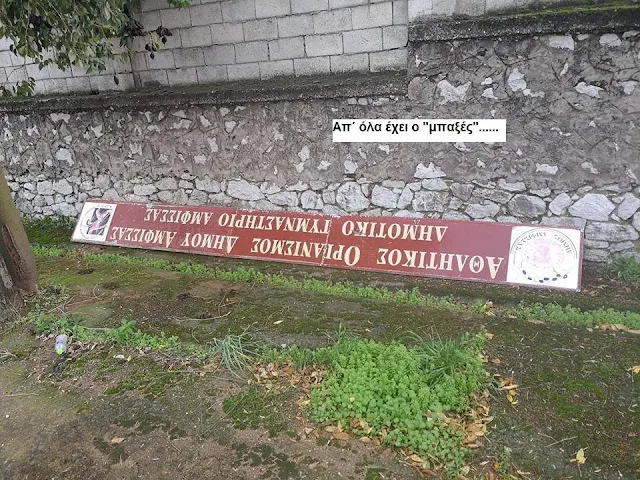 Απ΄ όλα έχει ο "μπαξές"......
ΑΘΛΗΤΙΚΟΣ ΟΡΓΑΝΙΣΜΟΣ ΔΗΜΟΥ ΑΜΦΙΣΣΑΣ
ΔΗΜΟΤΙΚΟ ΓΥΜΝΑΣΤΗΡΙΟ ΑΜΦΙΣΣΑΣ